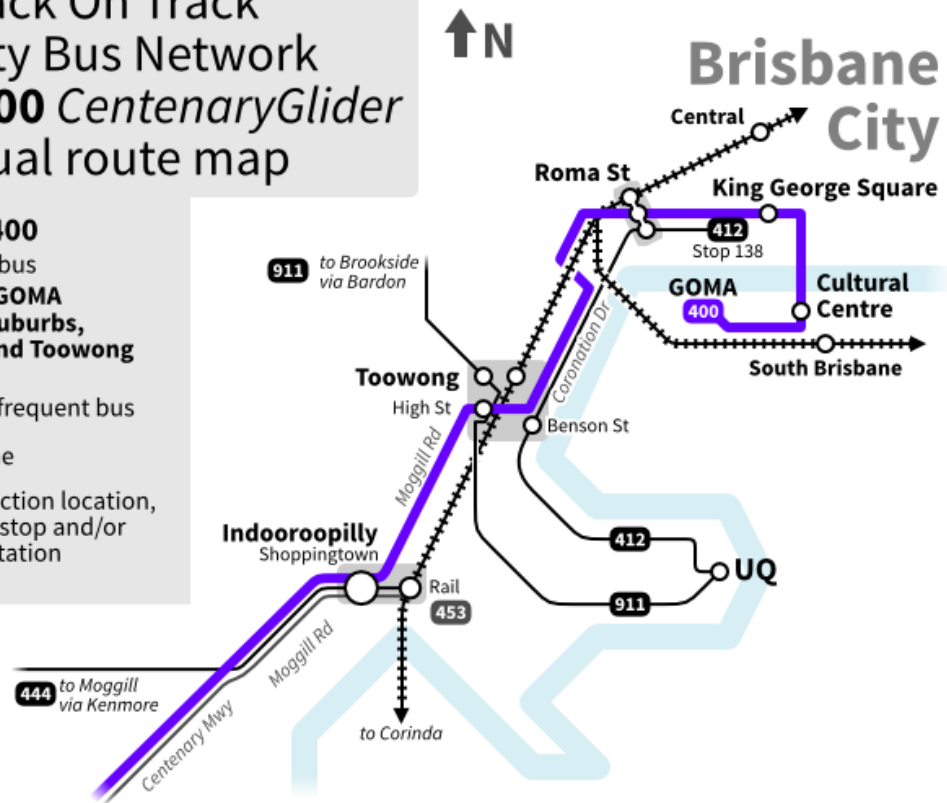 ck On Track
ty Bus Network
00 CentenaryGlider
ual route map
N
Brisbane
City
Central
Roma St
King George Square
412
Stop 138
400
bus
GOMA
uburbs,
nd Toowong
frequent bus
e
ction location,
stop and/or
tation
911
to Brookside
via Bardon
GOMA
400
Cultural
Centre
South Brisbane
Coronation Dr
Toowong
High St
Benson St
Moggill Rd
Indooroopilly
Shoppingtown
Rail
453
412
UQ
911
Moggill Rd
444
to Moggill
via Kenmore
Centenary Mwy
to Corinda